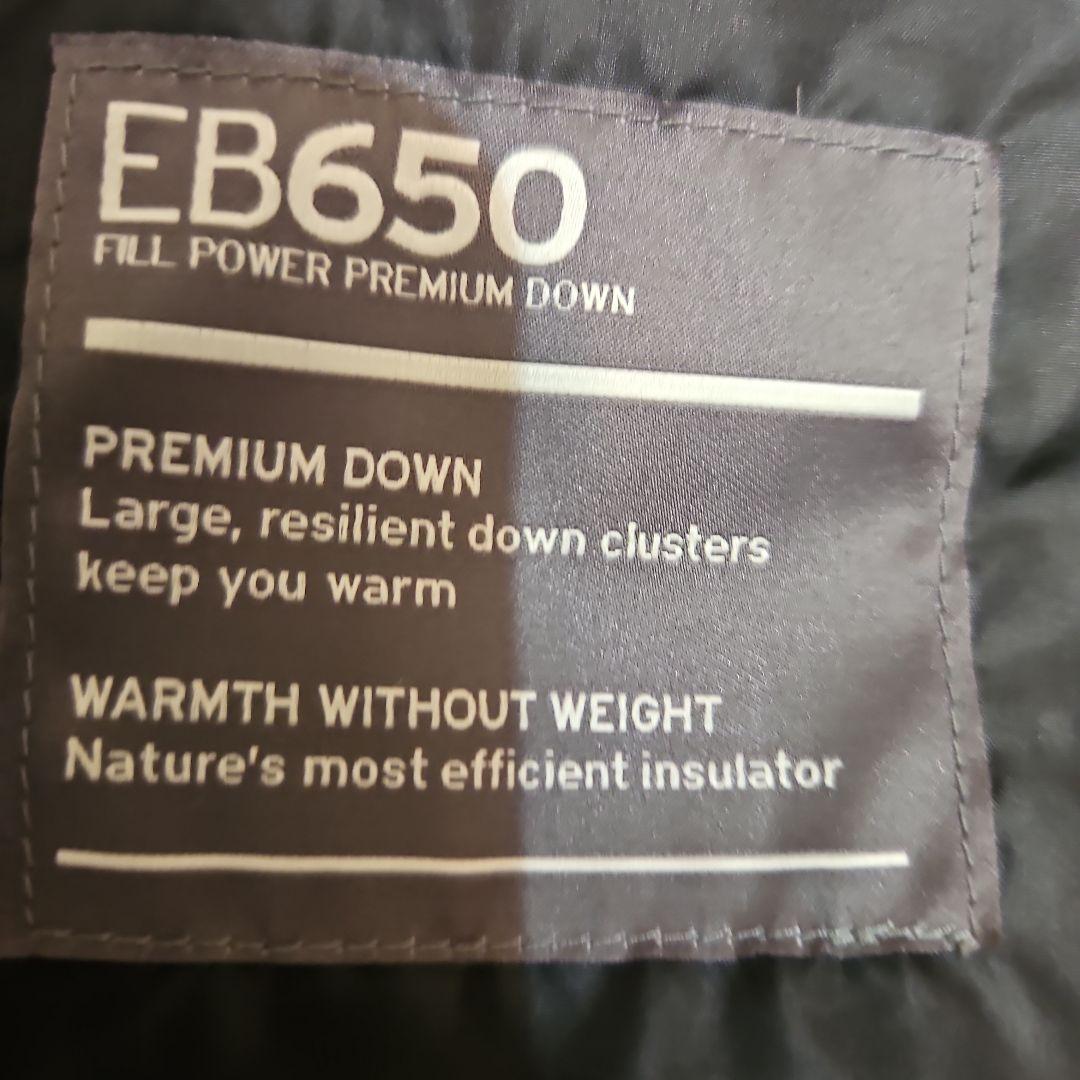 EB650
FILL POWER PREMIUM DOWN
PREMIUM DOWN
Large, resilient down clusters
keep you warm
WARMTH WITHOUT WEIGHT
Nature's most efficient insulator